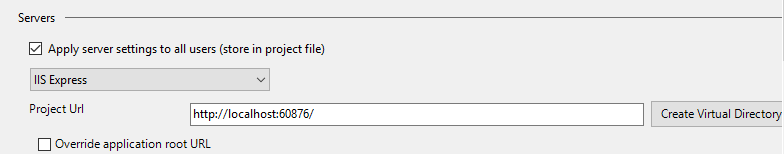 Servers
Apply server settings to all users (store in project file)
IIS Express
Project Url
http://localhost:60876/
Create Virtual Directory
Override application root URL